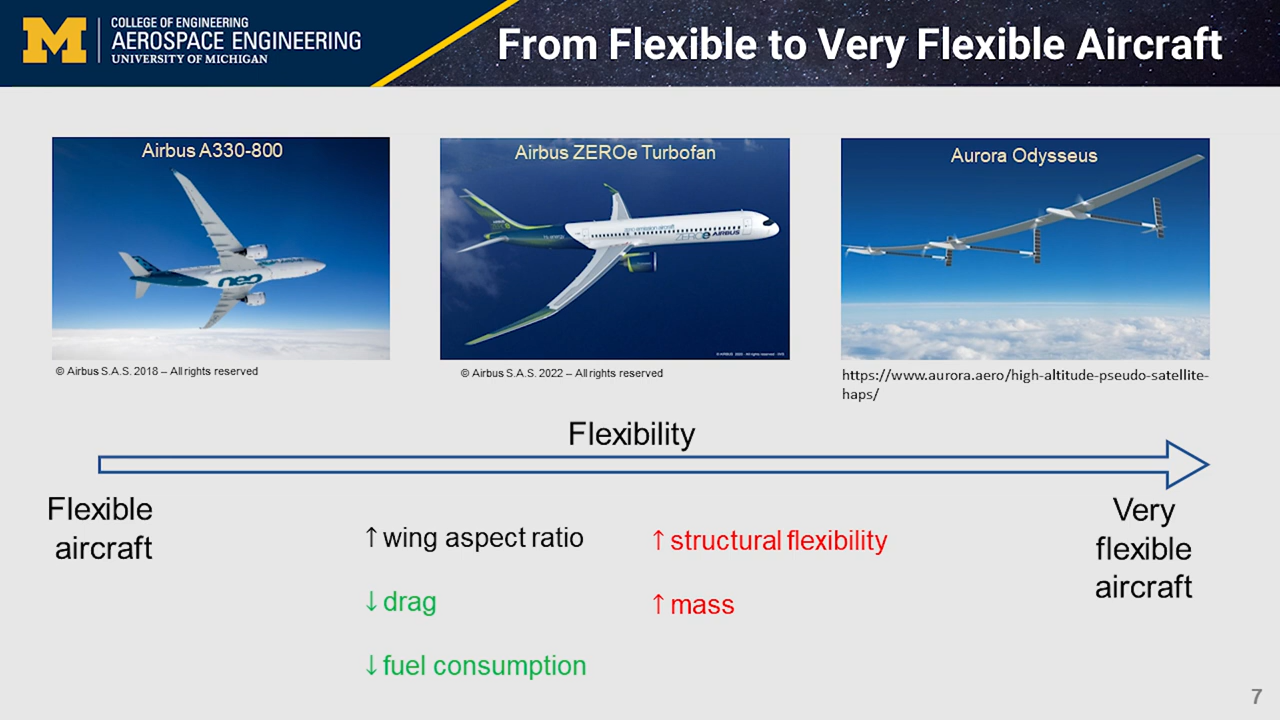 COLLEGE OF ENGINEERING
AEROSPACE ENGINEERING
UNIVERSITY OF MICHIGAN
From Flexible to Very Flexible Aircraft
Airbus A330-800
neo
© Airbus S.A.S. 2018 – All rights reserved
Airbus ZEROe Turbofan
ZEROe AIRBUS
© Airbus S.A.S. 2022 – All rights reserved
Aurora Odysseus
https://www.aurora.aero/high-altitude-pseudo-satellite-
haps/
Flexibility
Flexible
aircraft
↑ wing aspect ratio
↓ drag
↓ fuel consumption
↑ structural flexibility
↑ mass
Very
flexible
aircraft
7